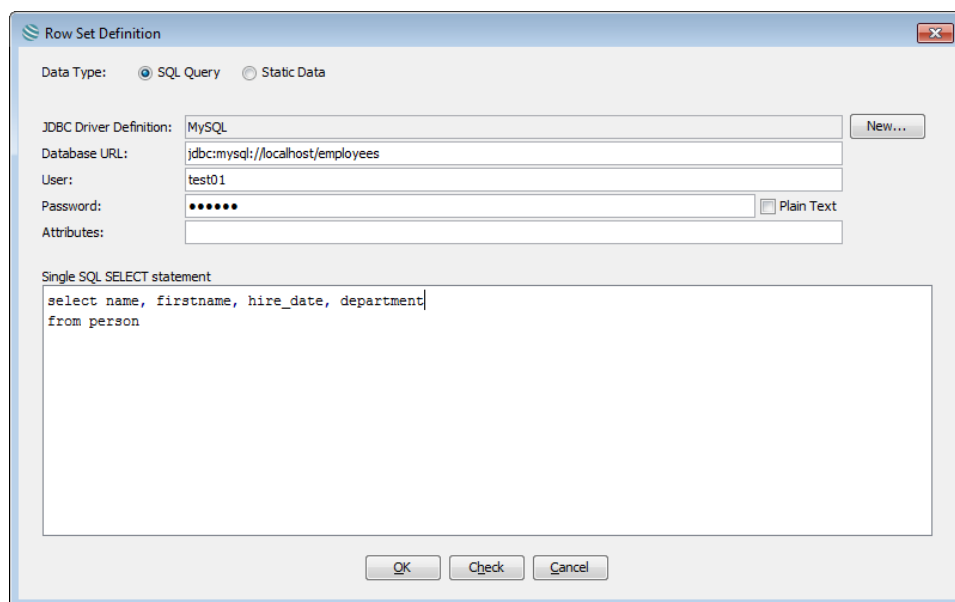 Row Set Definition
Data Type: SQL Query Static Data
JDBC Driver Definition: MySQL New...
Database URL: jdbc:mysql://localhost/employees
User: test01
Password: •••••• Plain Text
Attributes:
Single SQL SELECT statement
select name, firstname, hire_date, department
from person
OK Check Cancel